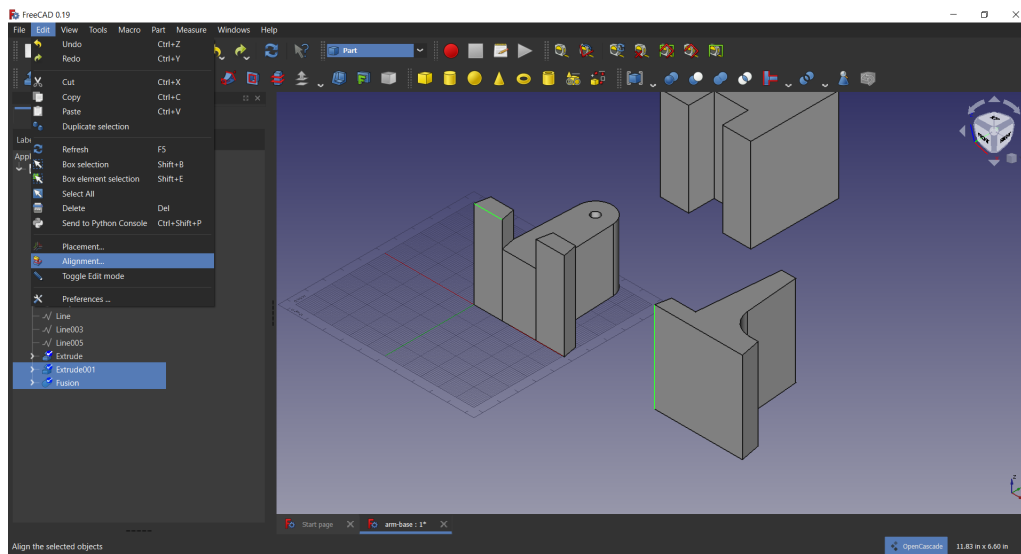 FreeCAD 0.19
File Edit View Tools Macro Part Measure Windows Help
Undo Ctrl+Z
Redo Ctrl+Y
Part
Cut Ctrl+X
Copy Ctrl+C
Paste Ctrl+V
Duplicate selection
Refresh F5
Box selection Shift+B
Box element selection Shift+E
Select All
Delete Del
Send to Python Console Ctrl+Shift+P
Placement...
Alignment...
Toggle Edit mode
Preferences ...
Labe
Appl
Line
Line003
Line005
Extrude
Extrude001
Fusion
Z
Start page
arm-base : 1*
Align the selected objects
OpenCascade
11.83 in x 6.60 in